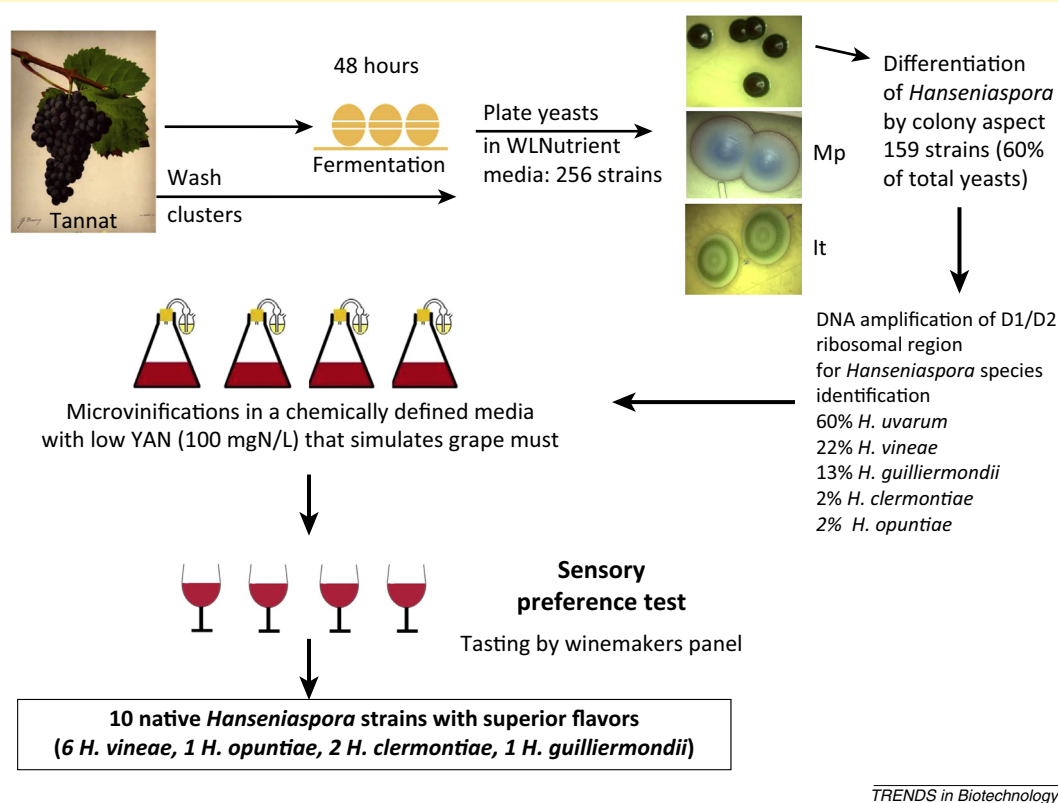 48 hours
Fermentation
Wash
clusters
Tannat
Plate yeasts
in WLNutrient
media: 256 strains
Mp
It
Differentiation
of Hanseniaspora
by colony aspect
159 strains (60%
of total yeasts)
DNA amplification of D1/D2
ribosomal region
for Hanseniaspora species
identification
60% H. uvarum
22% H. vineae
13% H. guilliermondii
2% H. clermontiae
2% H. opuntiae
Microvinifications in a chemically defined media
with low YAN (100 mgN/L) that simulates grape must
Sensory
preference test
Tasting by winemakers panel
10 native Hanseniaspora strains with superior flavors
(6 H. vineae, 1 H. opuntiae, 2 H. clermontiae, 1 H. guilliermondii)
TRENDS in Biotechnology